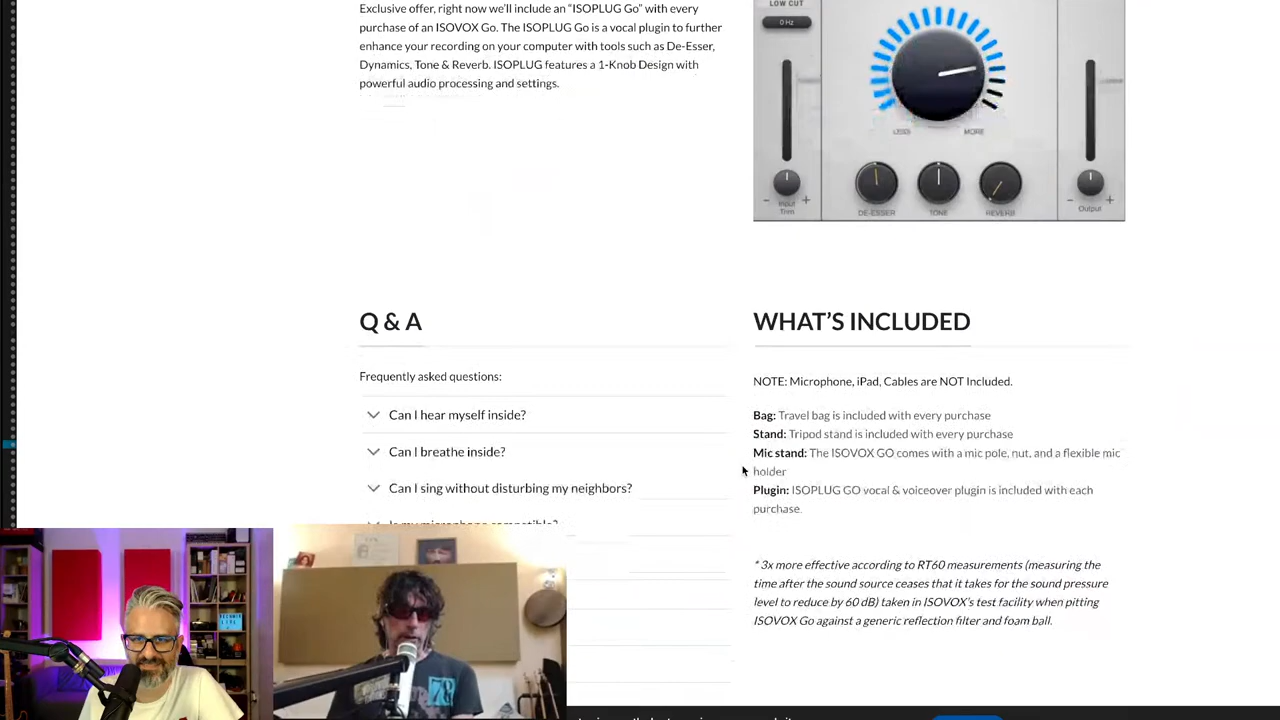 Exclusive offer, right now we'll include an "ISOPLUG Go" with every
purchase of an ISOVOX Go. The ISOPLUG Go is a vocal plugin to further
enhance your recording on your computer with tools such as De-Esser,
Dynamics, Tone & Reverb. ISOPLUG features a 1-Knob Design with
powerful audio processing and settings.
LOW CUT
0 Hz
LESS
MORE
Input
Trim
DE-ESSER
TONE
REVERB
Output
Q & A
Frequently asked questions:
Can I hear myself inside?
Can I breathe inside?
Can I sing without disturbing my neighbors?
Is my microphone compatible?
WHAT'S INCLUDED
NOTE: Microphone, iPad, Cables are NOT Included.
Bag: Travel bag is included with every purchase
Stand: Tripod stand is included with every purchase
Mic stand: The ISOVOX GO comes with a mic pole, nut, and a flexible mic
holder
Plugin: ISOPLUG GO vocal & voiceover plugin is included with each
purchase.
* 3x more effective according to RT60 measurements (measuring the
time after the sound source ceases that it takes for the sound pressure
level to reduce by 60 dB) taken in ISOVOX's test facility when pitting
ISOVOX Go against a generic reflection filter and foam ball.